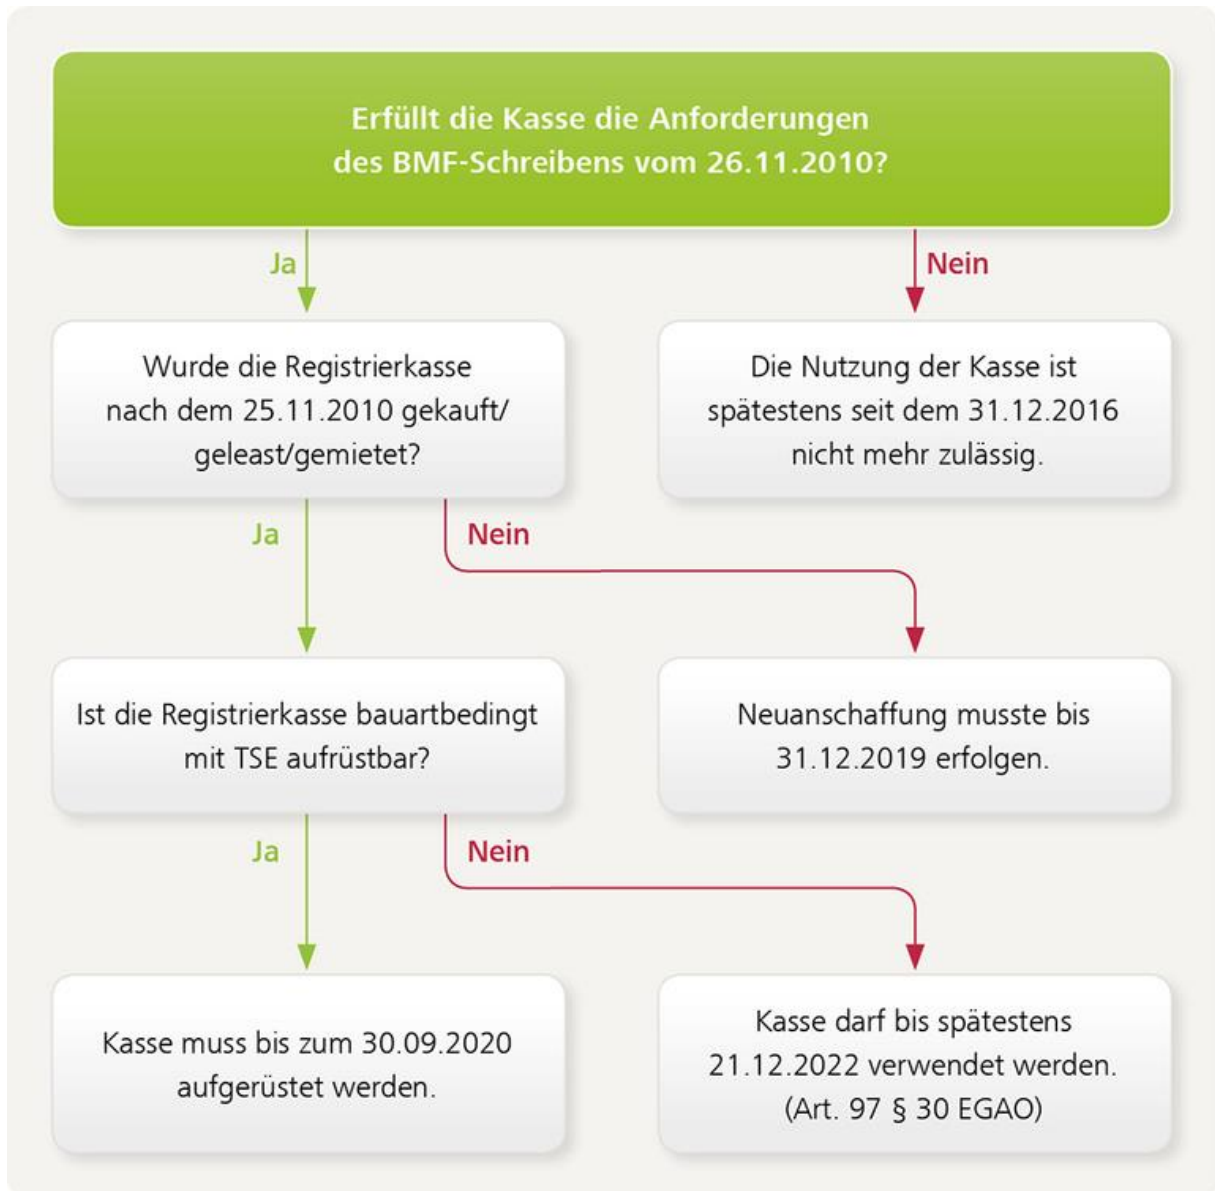 Erfüllt die Kasse die Anforderungen
des BMF-Schreibens vom 26.11.2010?
Ja
Nein
Wurde die Registrierkasse
nach dem 25.11.2010 gekauft/
geleast/gemietet?
Die Nutzung der Kasse ist
spätestens seit dem 31.12.2016
nicht mehr zulässig.
Ja
Nein
Ist die Registrierkasse bauartbedingt
mit TSE aufrüstbar?
Neuanschaffung musste bis
31.12.2019 erfolgen.
Ja
Nein
Kasse muss bis zum 30.09.2020
aufgerüstet werden.
Kasse darf bis spätestens
21.12.2022 verwendet werden.
(Art. 97 § 30 EGAO)